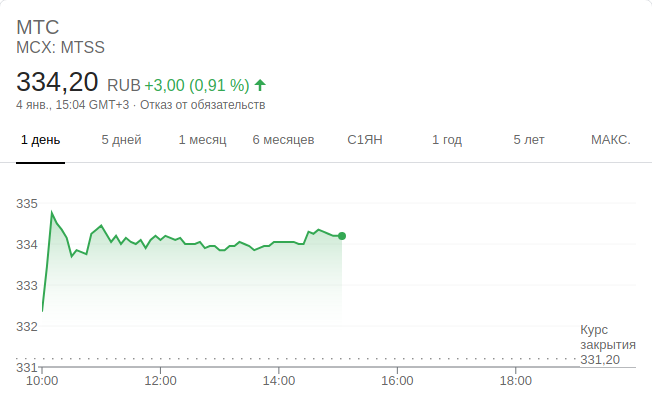 МТС
MCX: MTSS
334,20 RUB +3,00 (0,91 %)
4 янв., 15:04 GMT+3 · Отказ от обязательств
1 день 5 дней 1 месяц 6 месяцев С1ЯН 1 год 5 лет МАКС.
335
334
333
332
Курс
закрытия
331,20
331
10:00 12:00 14:00 16:00 18:00